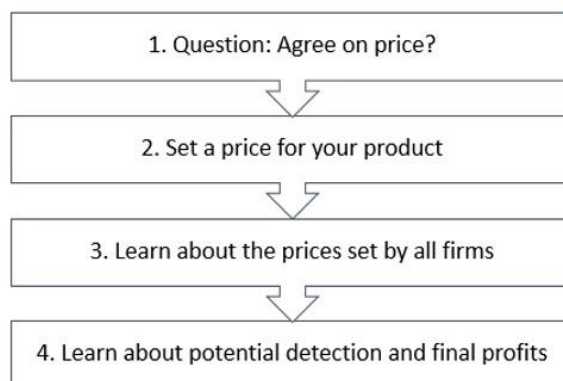 1. Question: Agree on price?
2. Set a price for your product
3. Learn about the prices set by all firms
4. Learn about potential detection and final profits